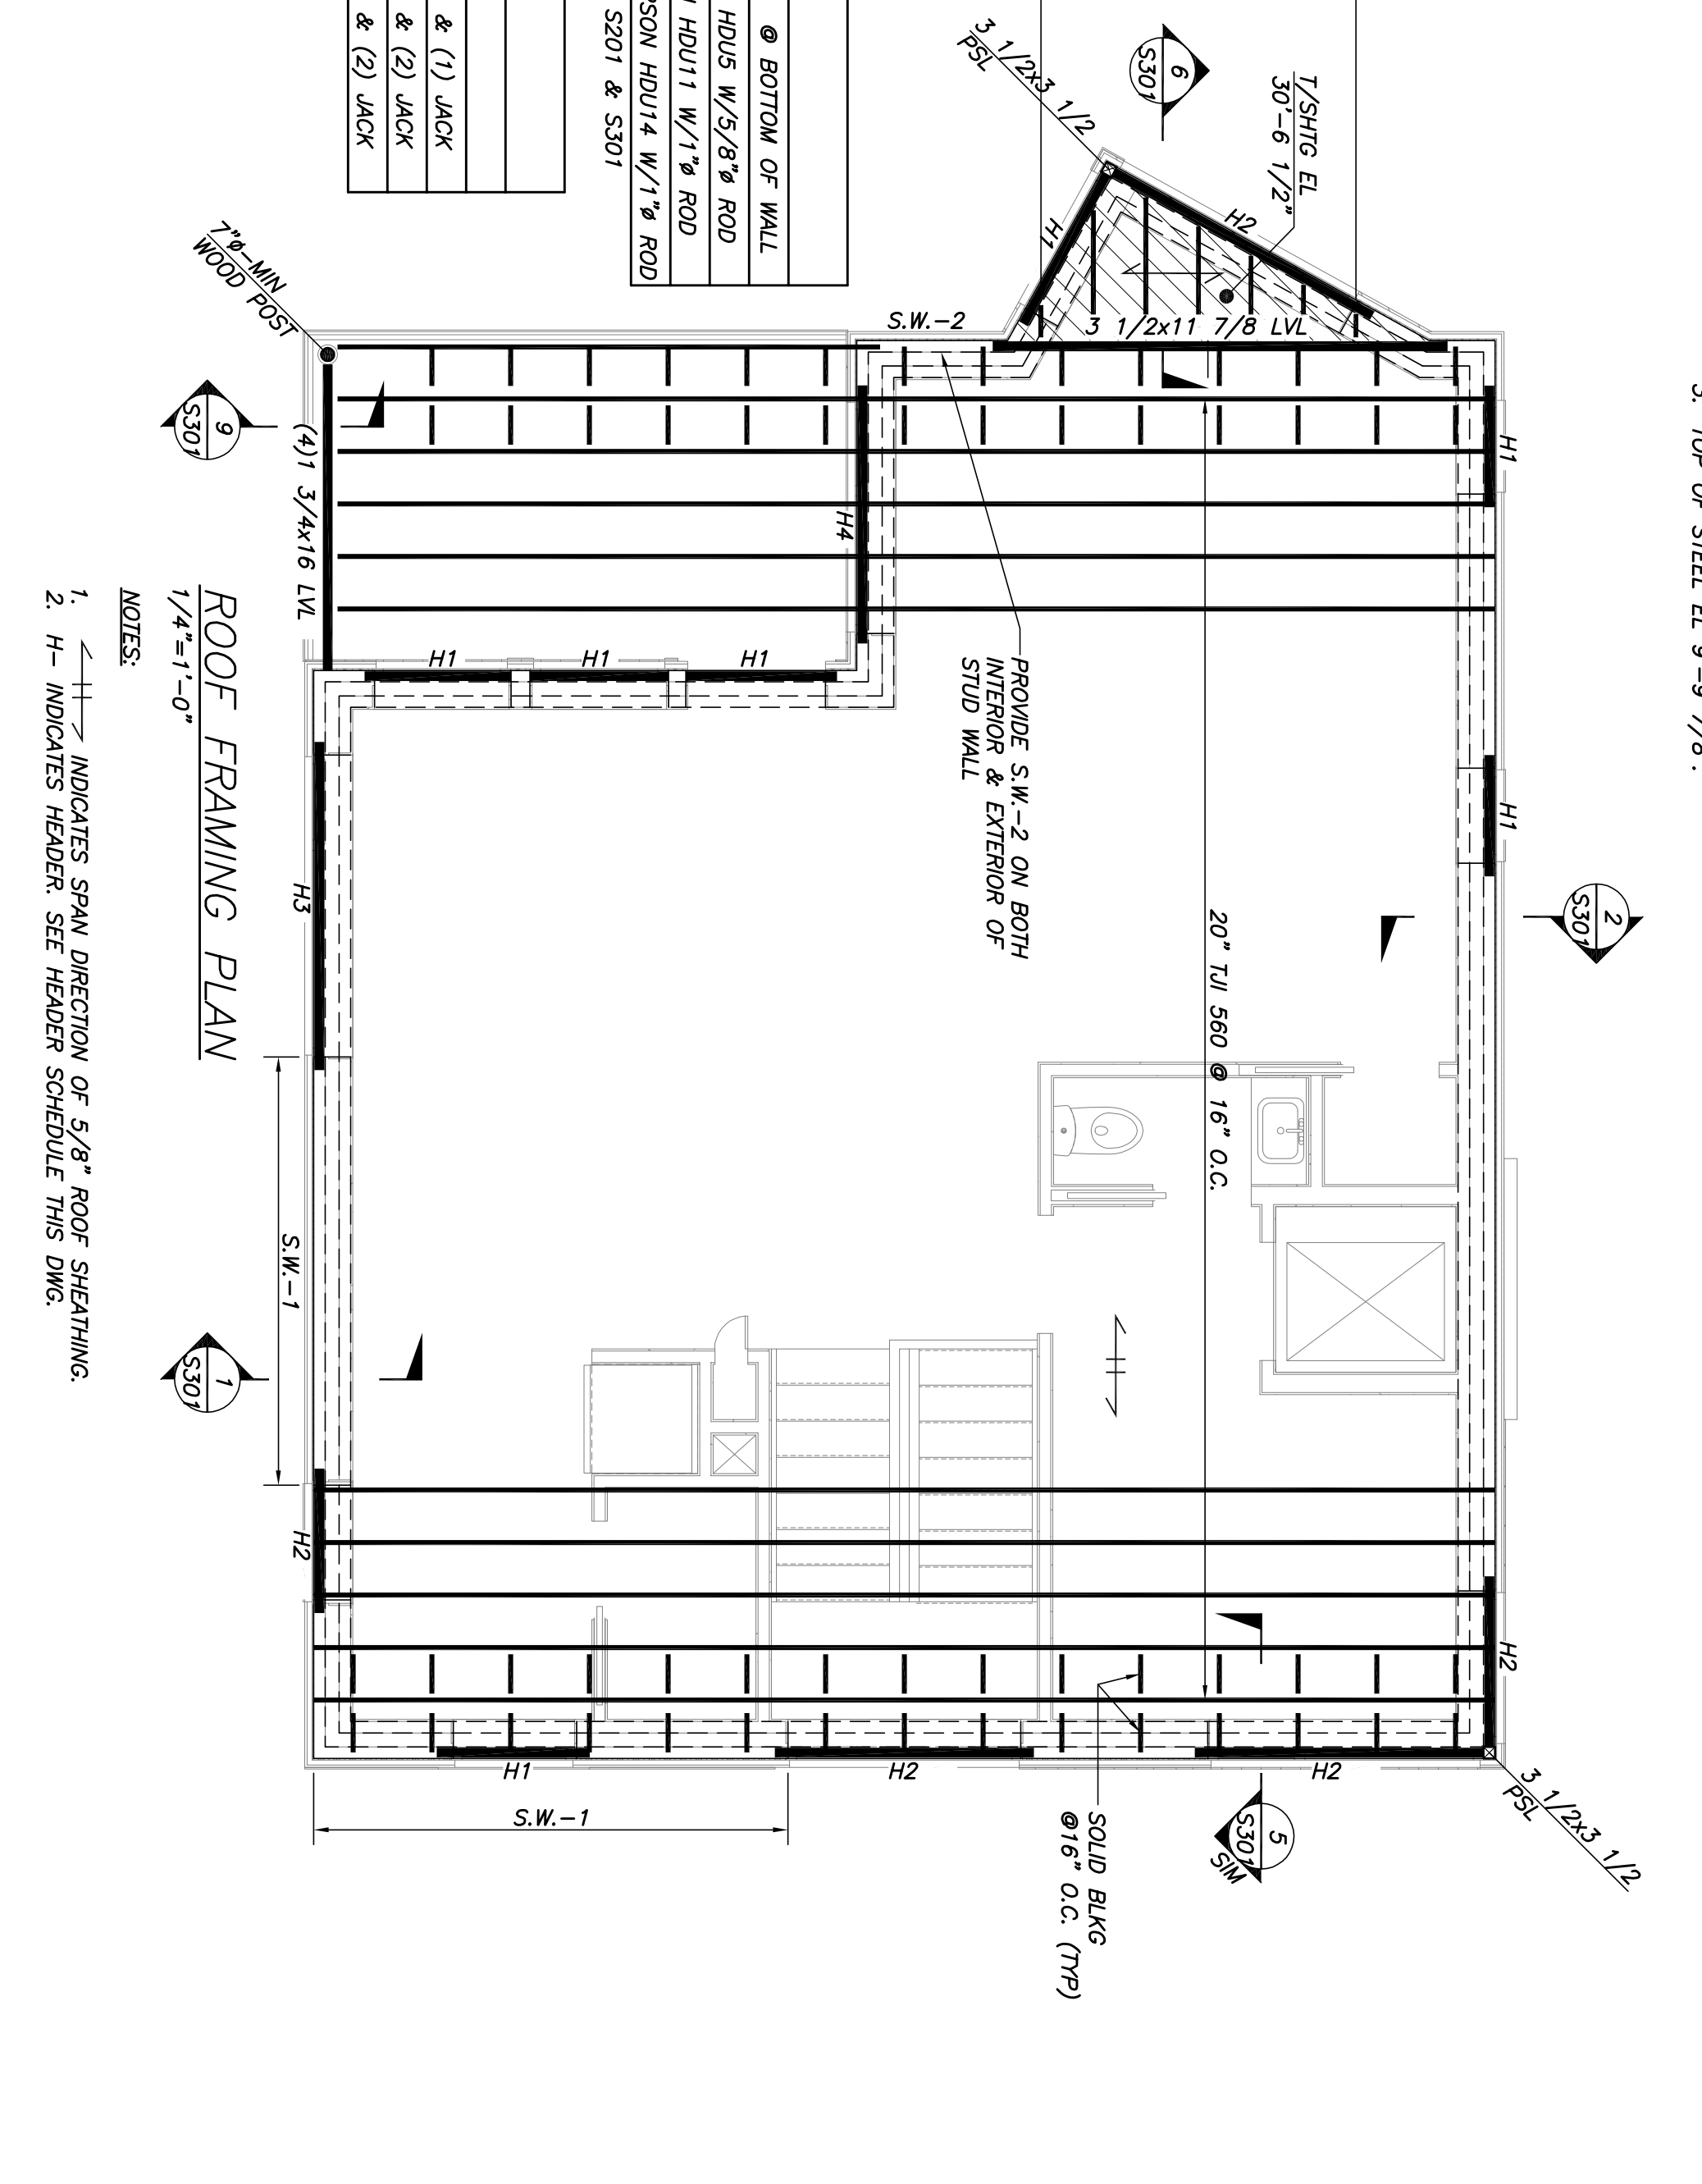 3. TOP OF STEEL EL 9'-9 7/8".
T/SHTG EL
30'-6 1/2"
6
S301
3 1/2x3 1/2
PSL
@ BOTTOM OF WALL
HDU5 W/5/8"ø ROD
HDU11 W/1"ø ROD
PSON HDU14 W/1"ø ROD
S201 & S301
& (1) JACK
& (2) JACK
& (2) JACK
H2
H1
3 1/2x11 7/8 LVL
S.W.-2
7"ø-MIN
WOOD POST
9
S301
(4)1 3/4x16 LVL
H4
H1
H1
H1
H1
H1
PROVIDE S.W.-2 ON BOTH
INTERIOR & EXTERIOR OF
STUD WALL
20" TJI 560 @ 16" O.C.
2
S301
H3
S.W.-1
1
S301
H2
H2
H1
H2
H2
S.W.-1
SOLID BLKG
@16" O.C. (TYP)
5
S301
SIM
3 1/2x3 1/2
PSL
ROOF FRAMING PLAN
1/4"=1'-0"
NOTES:
1. INDICATES SPAN DIRECTION OF 5/8" ROOF SHEATHING.
2. H- INDICATES HEADER. SEE HEADER SCHEDULE THIS DWG.